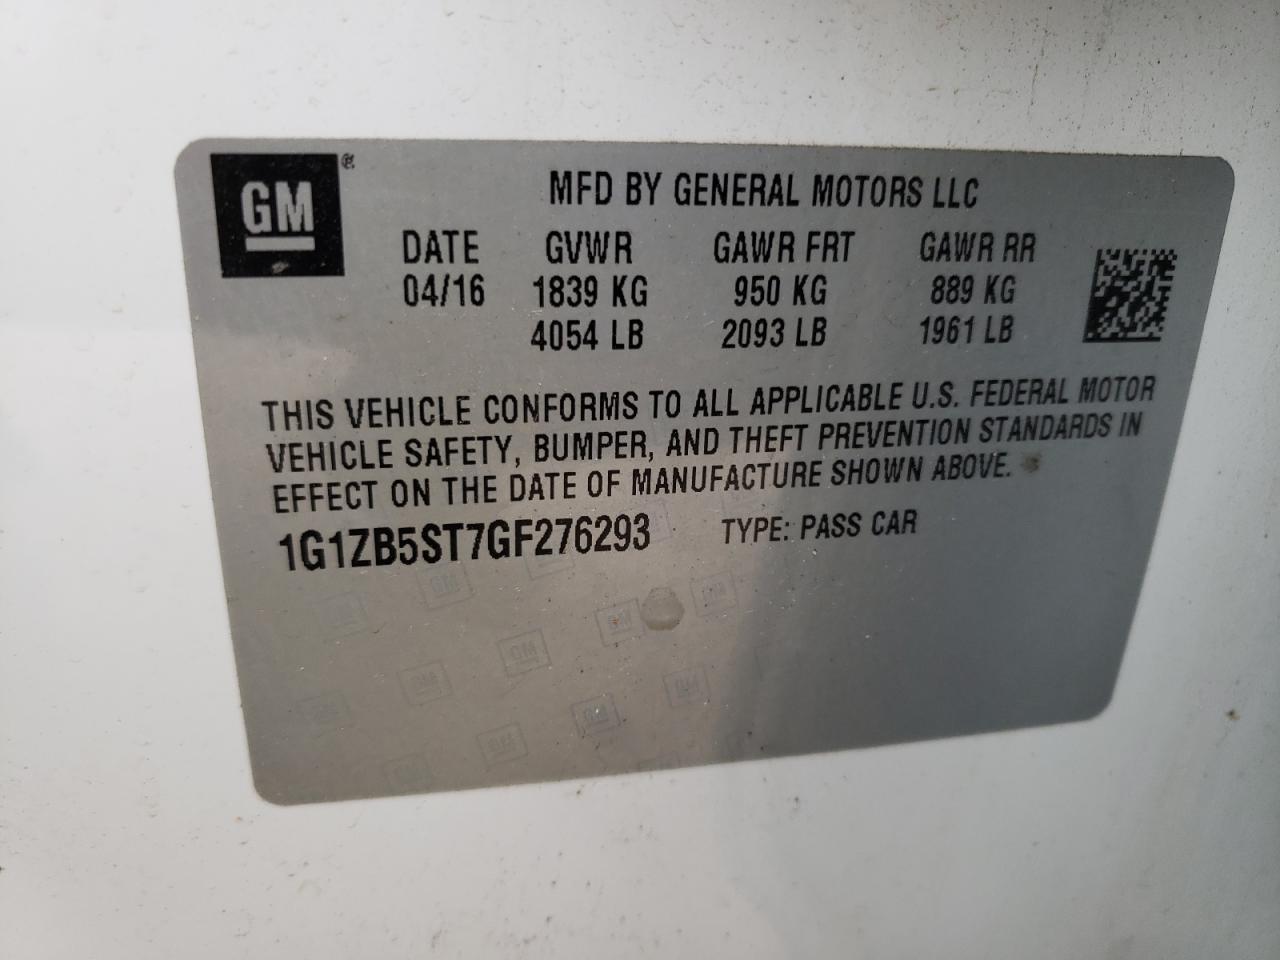 GM ®
MFD BY GENERAL MOTORS LLC
DATE GVWR GAWR FRT GAWR RR
04/16 1839 KG 950 KG 889 KG
4054 LB 2093 LB 1961 LB
THIS VEHICLE CONFORMS TO ALL APPLICABLE U.S. FEDERAL MOTOR
VEHICLE SAFETY, BUMPER, AND THEFT PREVENTION STANDARDS IN
EFFECT ON THE DATE OF MANUFACTURE SHOWN ABOVE.
1G1ZB5ST7GF276293 TYPE: PASS CAR